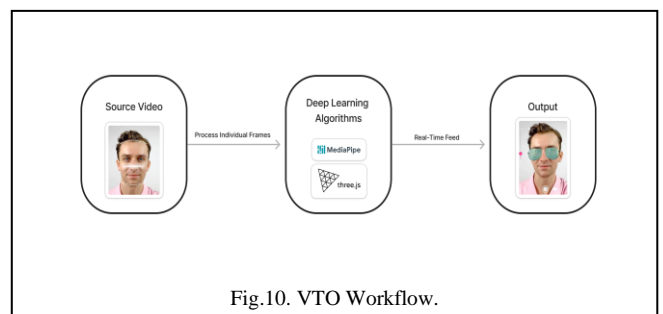 Source Video
Process Individual Frames
Deep Learning
Algorithms
MediaPipe
three.js
Real-Time Feed
Output
Fig.10. VTO Workflow.